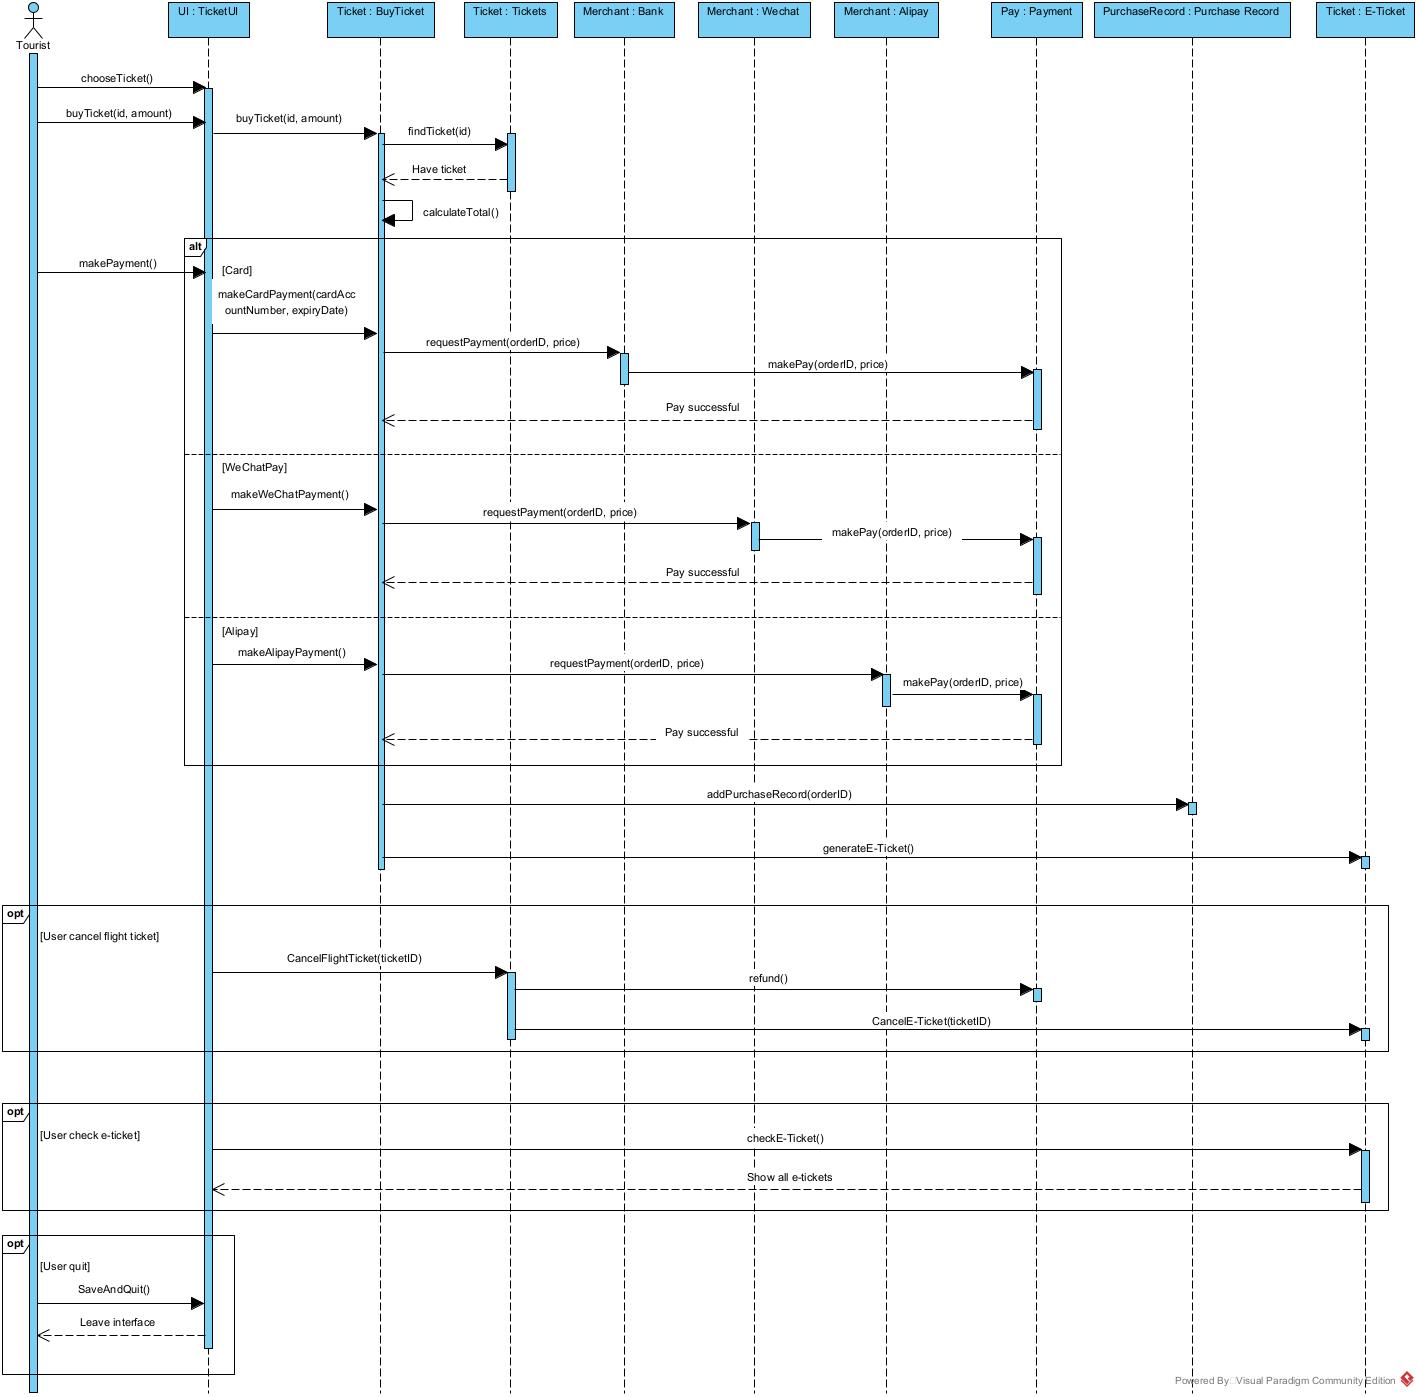 UI : TicketUI
Ticket : BuyTicket
Ticket : Tickets
Merchant : Bank
Merchant : Wechat
Merchant : Alipay
Pay : Payment
PurchaseRecord : Purchase Record
Ticket : E-Ticket
Tourist
chooseTicket()
buyTicket(id, amount)
buyTicket(id, amount)
findTicket(id)
Have ticket
calculateTotal()
alt
makePayment()
[Card]
makeCardPayment(cardAcc
ountNumber, expiryDate)
requestPayment(orderID, price)
makePay(orderID, price)
Pay successful
[WeChatPay]
makeWeChatPayment()
requestPayment(orderID, price)
makePay(orderID, price)
Pay successful
[Alipay]
makeAlipayPayment()
requestPayment(orderID, price)
makePay(orderID, price)
Pay successful
addPurchaseRecord(orderID)
generateE-Ticket()
opt
[User cancel flight ticket]
CancelFlightTicket(ticketID)
refund()
CancelE-Ticket(ticketID)
opt
[User check e-ticket]
checkE-Ticket()
Show all e-tickets
opt
[User quit]
SaveAndQuit()
Leave interface
Powered By Visual Paradigm Community Edition